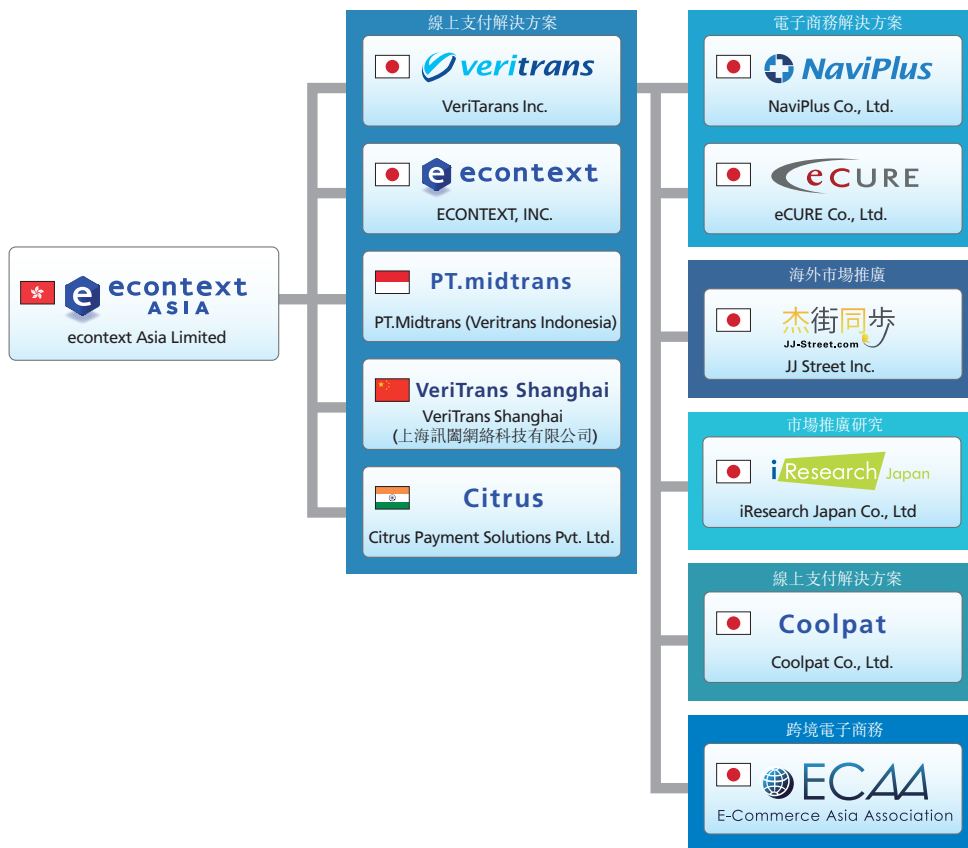 econtext
ASIA
econtext Asia Limited
線上支付解決方案
veritrans
VeriTarans Inc.
e econtext
ECONTEXT, INC.
PT.midtrans
PT.Midtrans (Veritrans Indonesia)
VeriTrans Shanghai
VeriTrans Shanghai
(上海訊闔網絡科技有限公司)
Citrus
Citrus Payment Solutions Pvt. Ltd.
電子商務解決方案
NaviPlus
NaviPlus Co., Ltd.
eCURE
eCURE Co., Ltd.
海外市場推廣
杰街同步
JJ-Street.com
JJ Street Inc.
市場推廣研究
iResearch Japan
iResearch Japan Co., Ltd
線上支付解決方案
Coolpat
Coolpat Co., Ltd.
跨境電子商務
ECAA
E-Commerce Asia Association